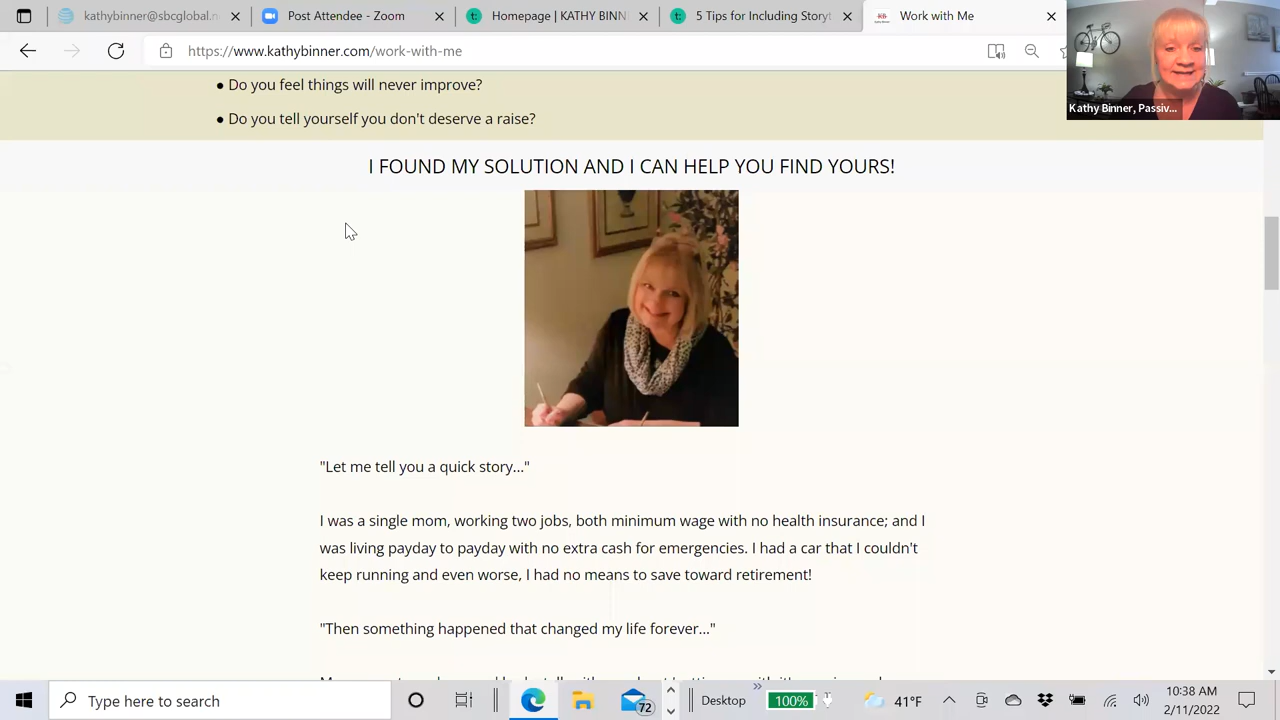 kathybinner@sbcglobal.n
Post Attendee - Zoom
Homepage | KATHY BINN
5 Tips for Including Storyt
Work with Me
https://www.kathybinner.com/work-with-me
Kathy Binner, Passiv...
● Do you feel things will never improve?
● Do you tell yourself you don't deserve a raise?
I FOUND MY SOLUTION AND I CAN HELP YOU FIND YOURS!
"Let me tell you a quick story..."
I was a single mom, working two jobs, both minimum wage with no health insurance; and I
was living payday to payday with no extra cash for emergencies. I had a car that I couldn't
keep running and even worse, I had no means to save toward retirement!
"Then something happened that changed my life forever..."
Type here to search
72
Desktop
100%
41°F
10:38 AM
2/11/2022